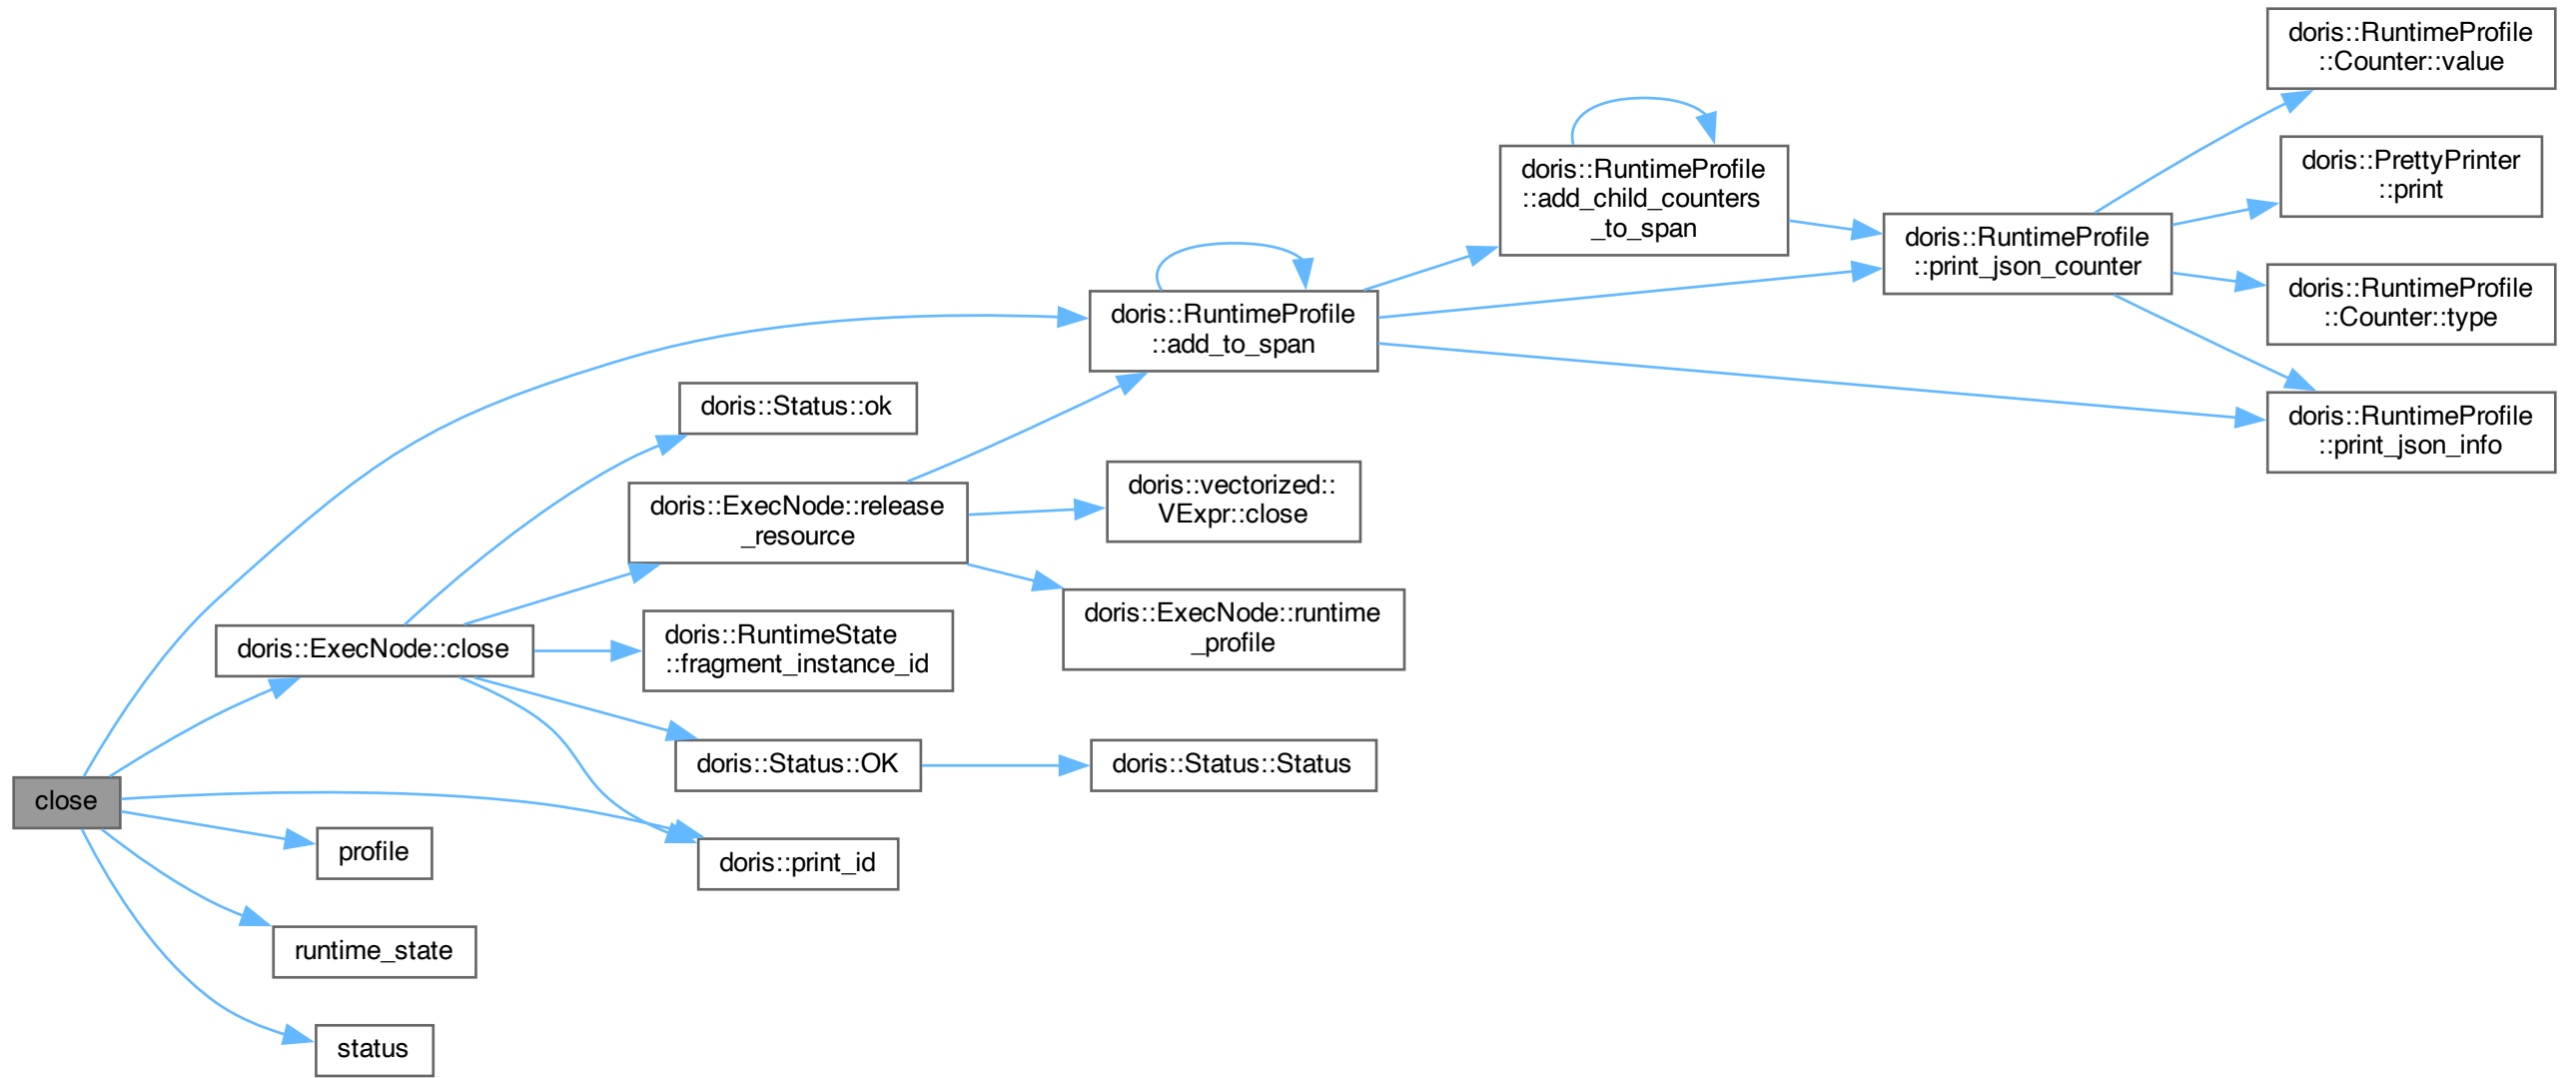 close
doris::ExecNode::close
profile
runtime_state
status
doris::Status::ok
doris::ExecNode::release
_resource
doris::RuntimeState
::fragment_instance_id
doris::Status::OK
doris::print_id
doris::RuntimeProfile
::add_to_span
doris::vectorized::
VExpr::close
doris::ExecNode::runtime
_profile
doris::Status::Status
doris::RuntimeProfile
::add_child_counters
_to_span
doris::RuntimeProfile
::print_json_counter
doris::RuntimeProfile
::Counter::value
doris::PrettyPrinter
::print
doris::RuntimeProfile
::Counter::type
doris::RuntimeProfile
::print_json_info